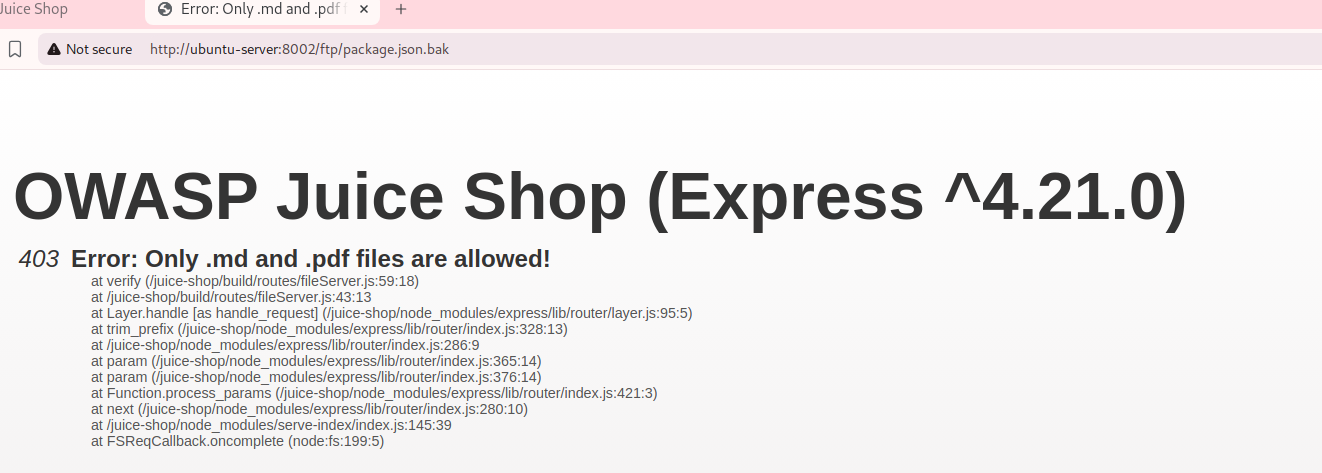 Juice Shop
Error: Only .md and .pdf f
Not secure http://ubuntu-server:8002/ftp/package.json.bak
OWASP Juice Shop (Express ^4.21.0)
403 Error: Only .md and .pdf files are allowed!
at verify (/juice-shop/build/routes/fileServer.js:59:18)
at /juice-shop/build/routes/fileServer.js:43:13
at Layer.handle [as handle_request] (/juice-shop/node_modules/express/lib/router/layer.js:95:5)
at trim_prefix (/juice-shop/node_modules/express/lib/router/index.js:328:13)
at /juice-shop/node_modules/express/lib/router/index.js:286:9
at param (/juice-shop/node_modules/express/lib/router/index.js:365:14)
at param (/juice-shop/node_modules/express/lib/router/index.js:376:14)
at Function.process_params (/juice-shop/node_modules/express/lib/router/index.js:421:3)
at next (/juice-shop/node_modules/express/lib/router/index.js:280:10)
at /juice-shop/node_modules/serve-index/index.js:145:39
at FSReqCallback.oncomplete (node:fs:199:5)